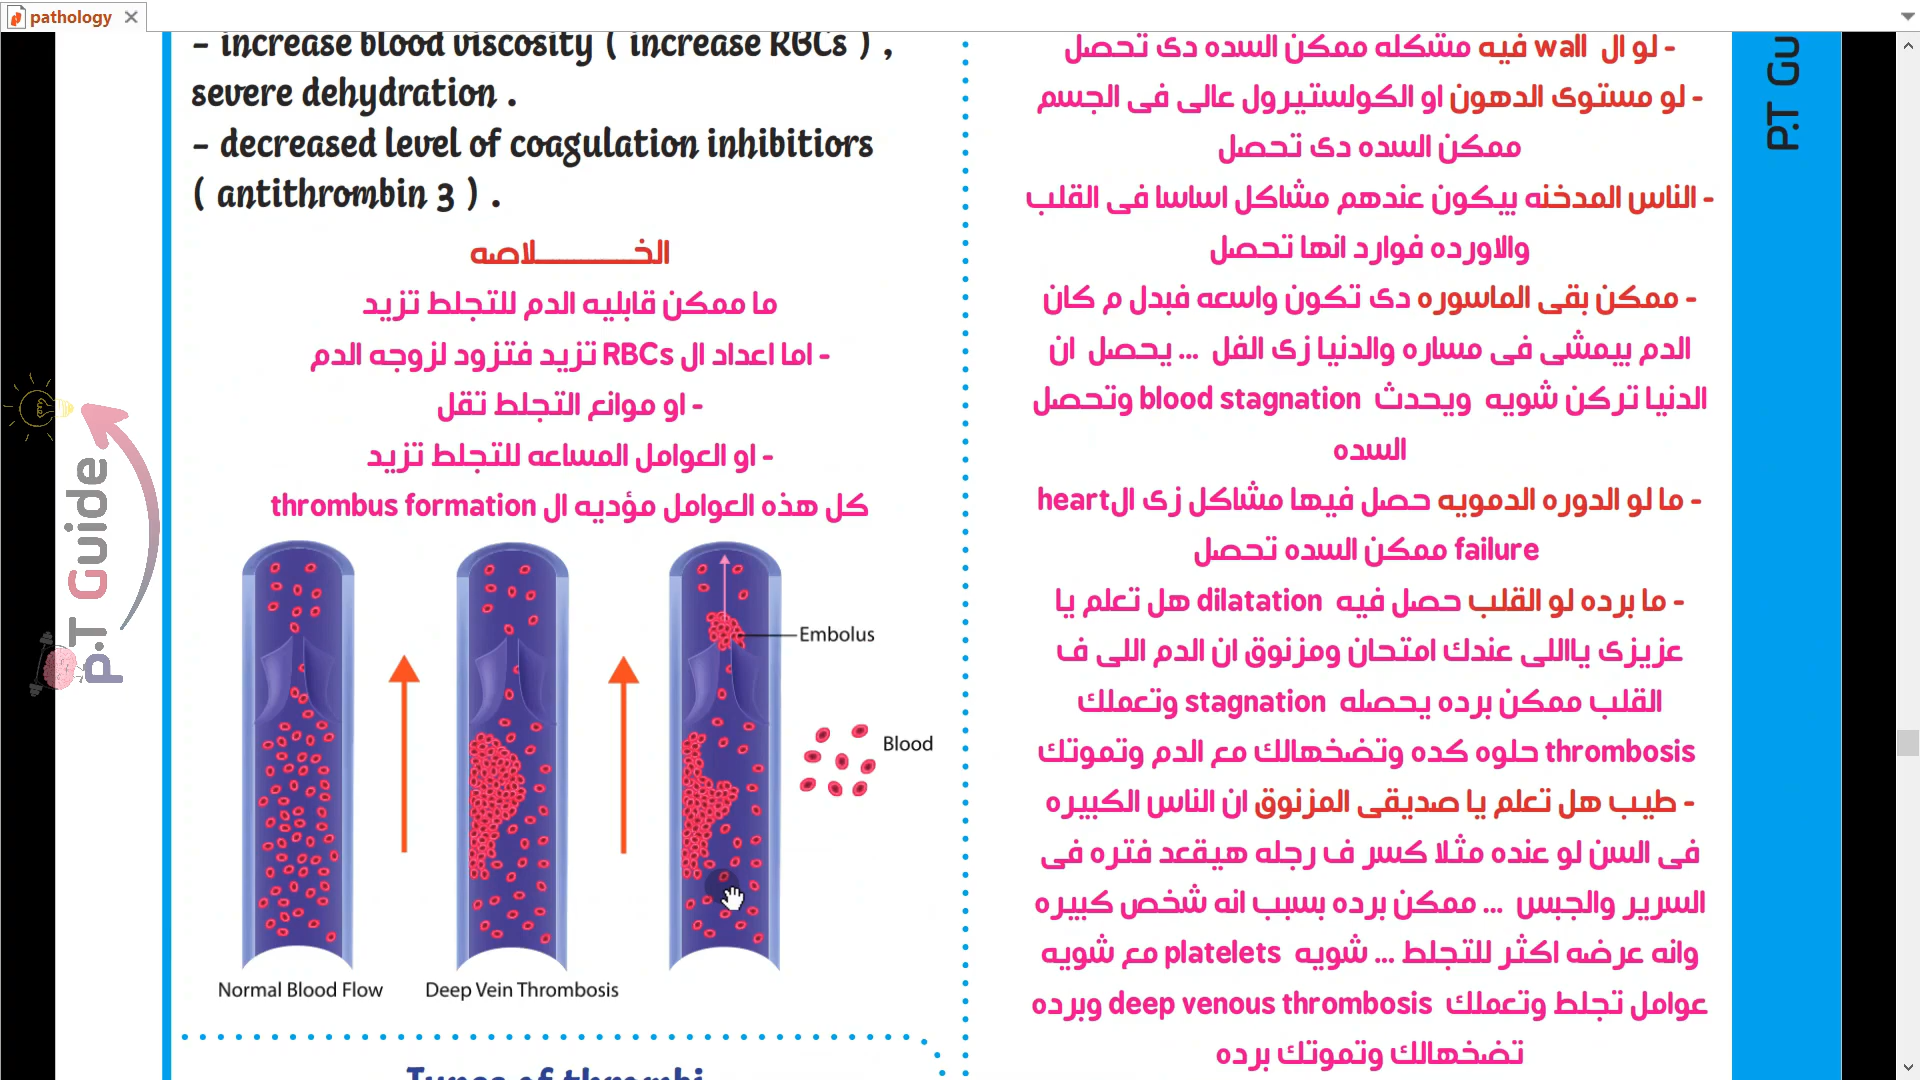 pathology
- increase blood viscosity ( increase RBCs ) ,
severe dehydration .
- decreased level of coagulation inhibitiors
( antithrombin 3 ) .
الخـــــــــــلاصه
ما ممكن قابليه الدم للتجلط تزيد
- اما اعداد ال RBCs تزيد فتزود لزوجه الدم
- او موانع التجلط تقل
- او العوامل المساعه للتجلط تزيد
كل هذه العوامل مؤديه ال thrombus formation
Embolus
Blood
Normal Blood Flow
Deep Vein Thrombosis
Types of thrombi
- لو ال wall فيه مشكله ممكن السده دى تحصل
- لو مستوى الدهون او الكولستيرول عالى فى الجسم
ممكن السده دى تحصل
- الناس المدخنه بيكون عندهم مشاكل اساسا فى القلب
والاورده فوارد انها تحصل
- ممكن بقى الماسوره دى تكون واسعه فبدل م كان
الدم بيمشى فى مساره والدنيا زى الفل ... يحصل ان
الدنيا تركن شويه ويحدث blood stagnation وتحصل
السده
- ما لو الدوره الدمويه حصل فيها مشاكل زى الheart
failure ممكن السده تحصل
- ما برده لو القلب حصل فيه dilatation هل تعلم يا
عزيزى يااللى عندك امتحان ومزنوق ان الدم اللى ف
القلب ممكن برده يحصله stagnation وتعملك
thrombosis حلوه كده وتضخهالك مع الدم وتموتك
- طيب هل تعلم يا صديقى المزنوق ان الناس الكبيره
فى السن لو عنده مثلا كسر ف رجله هيقعد فتره فى
السرير والجبس ... ممكن برده بسبب انه شخص كبيره
وانه عرضه اكثر للتجلط ... شويه platelets مع شويه
عوامل تجلط وتعملك deep venous thrombosis وبرده
تضخهالك وتموتك برده
P.T Gu
P.T Guide